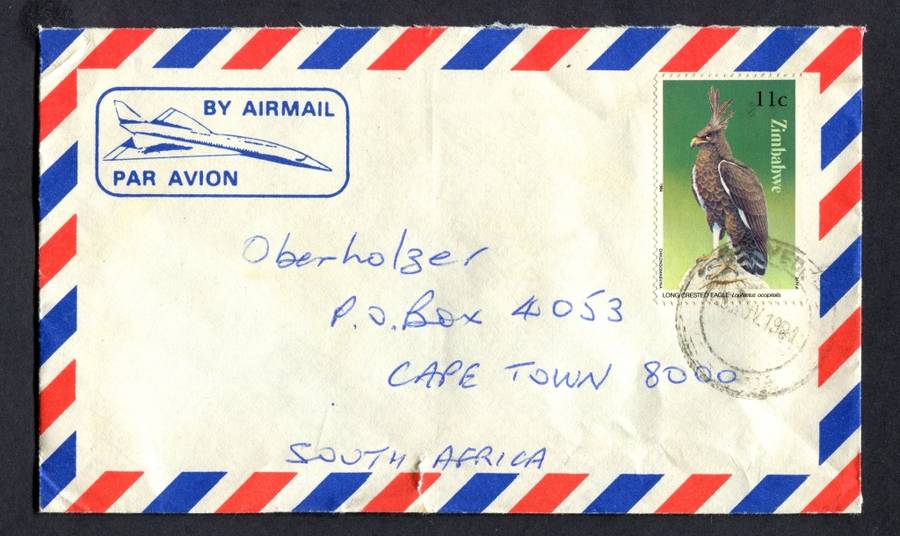 BY AIRMAIL
PAR AVION
11c
Zimbabwe
1984
LONG CRESTED EAGLE Lophaetus occipitalis
Oberholzer
P.O. Box 4053
CAPE TOWN 8000
SOUTH AFRICA